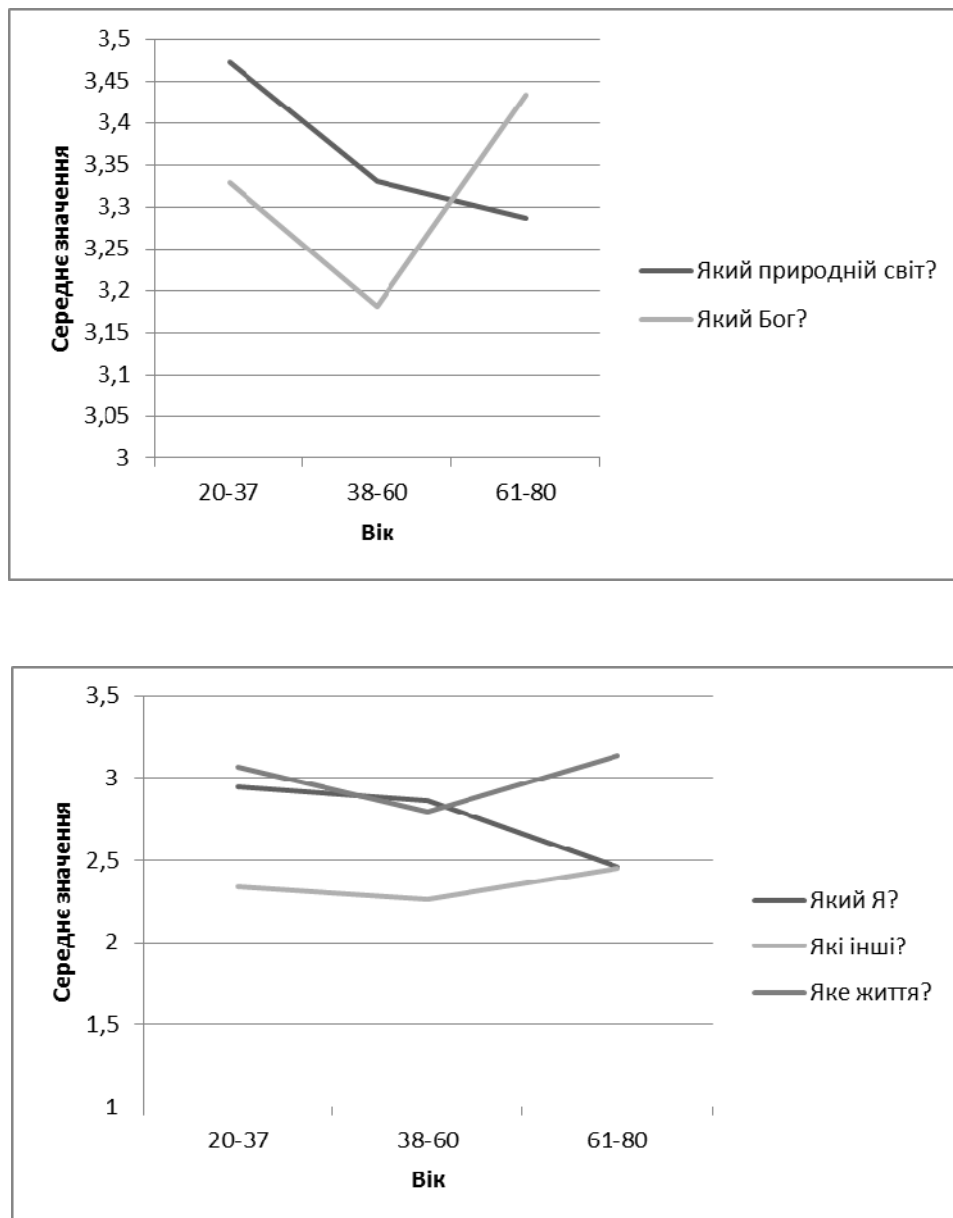 3,5
3,45
3,4
3,35
3,3
3,25
3,2
3,15
3,1
3,05
3
Середнє значення
20-37 38-60 61-80
Вік
Який природній світ?
Який Бог?
3,5
3
2,5
2
1,5
1
Середнє значення
20-37 38-60 61-80
Вік
Який Я?
Які інші?
Яке життя?